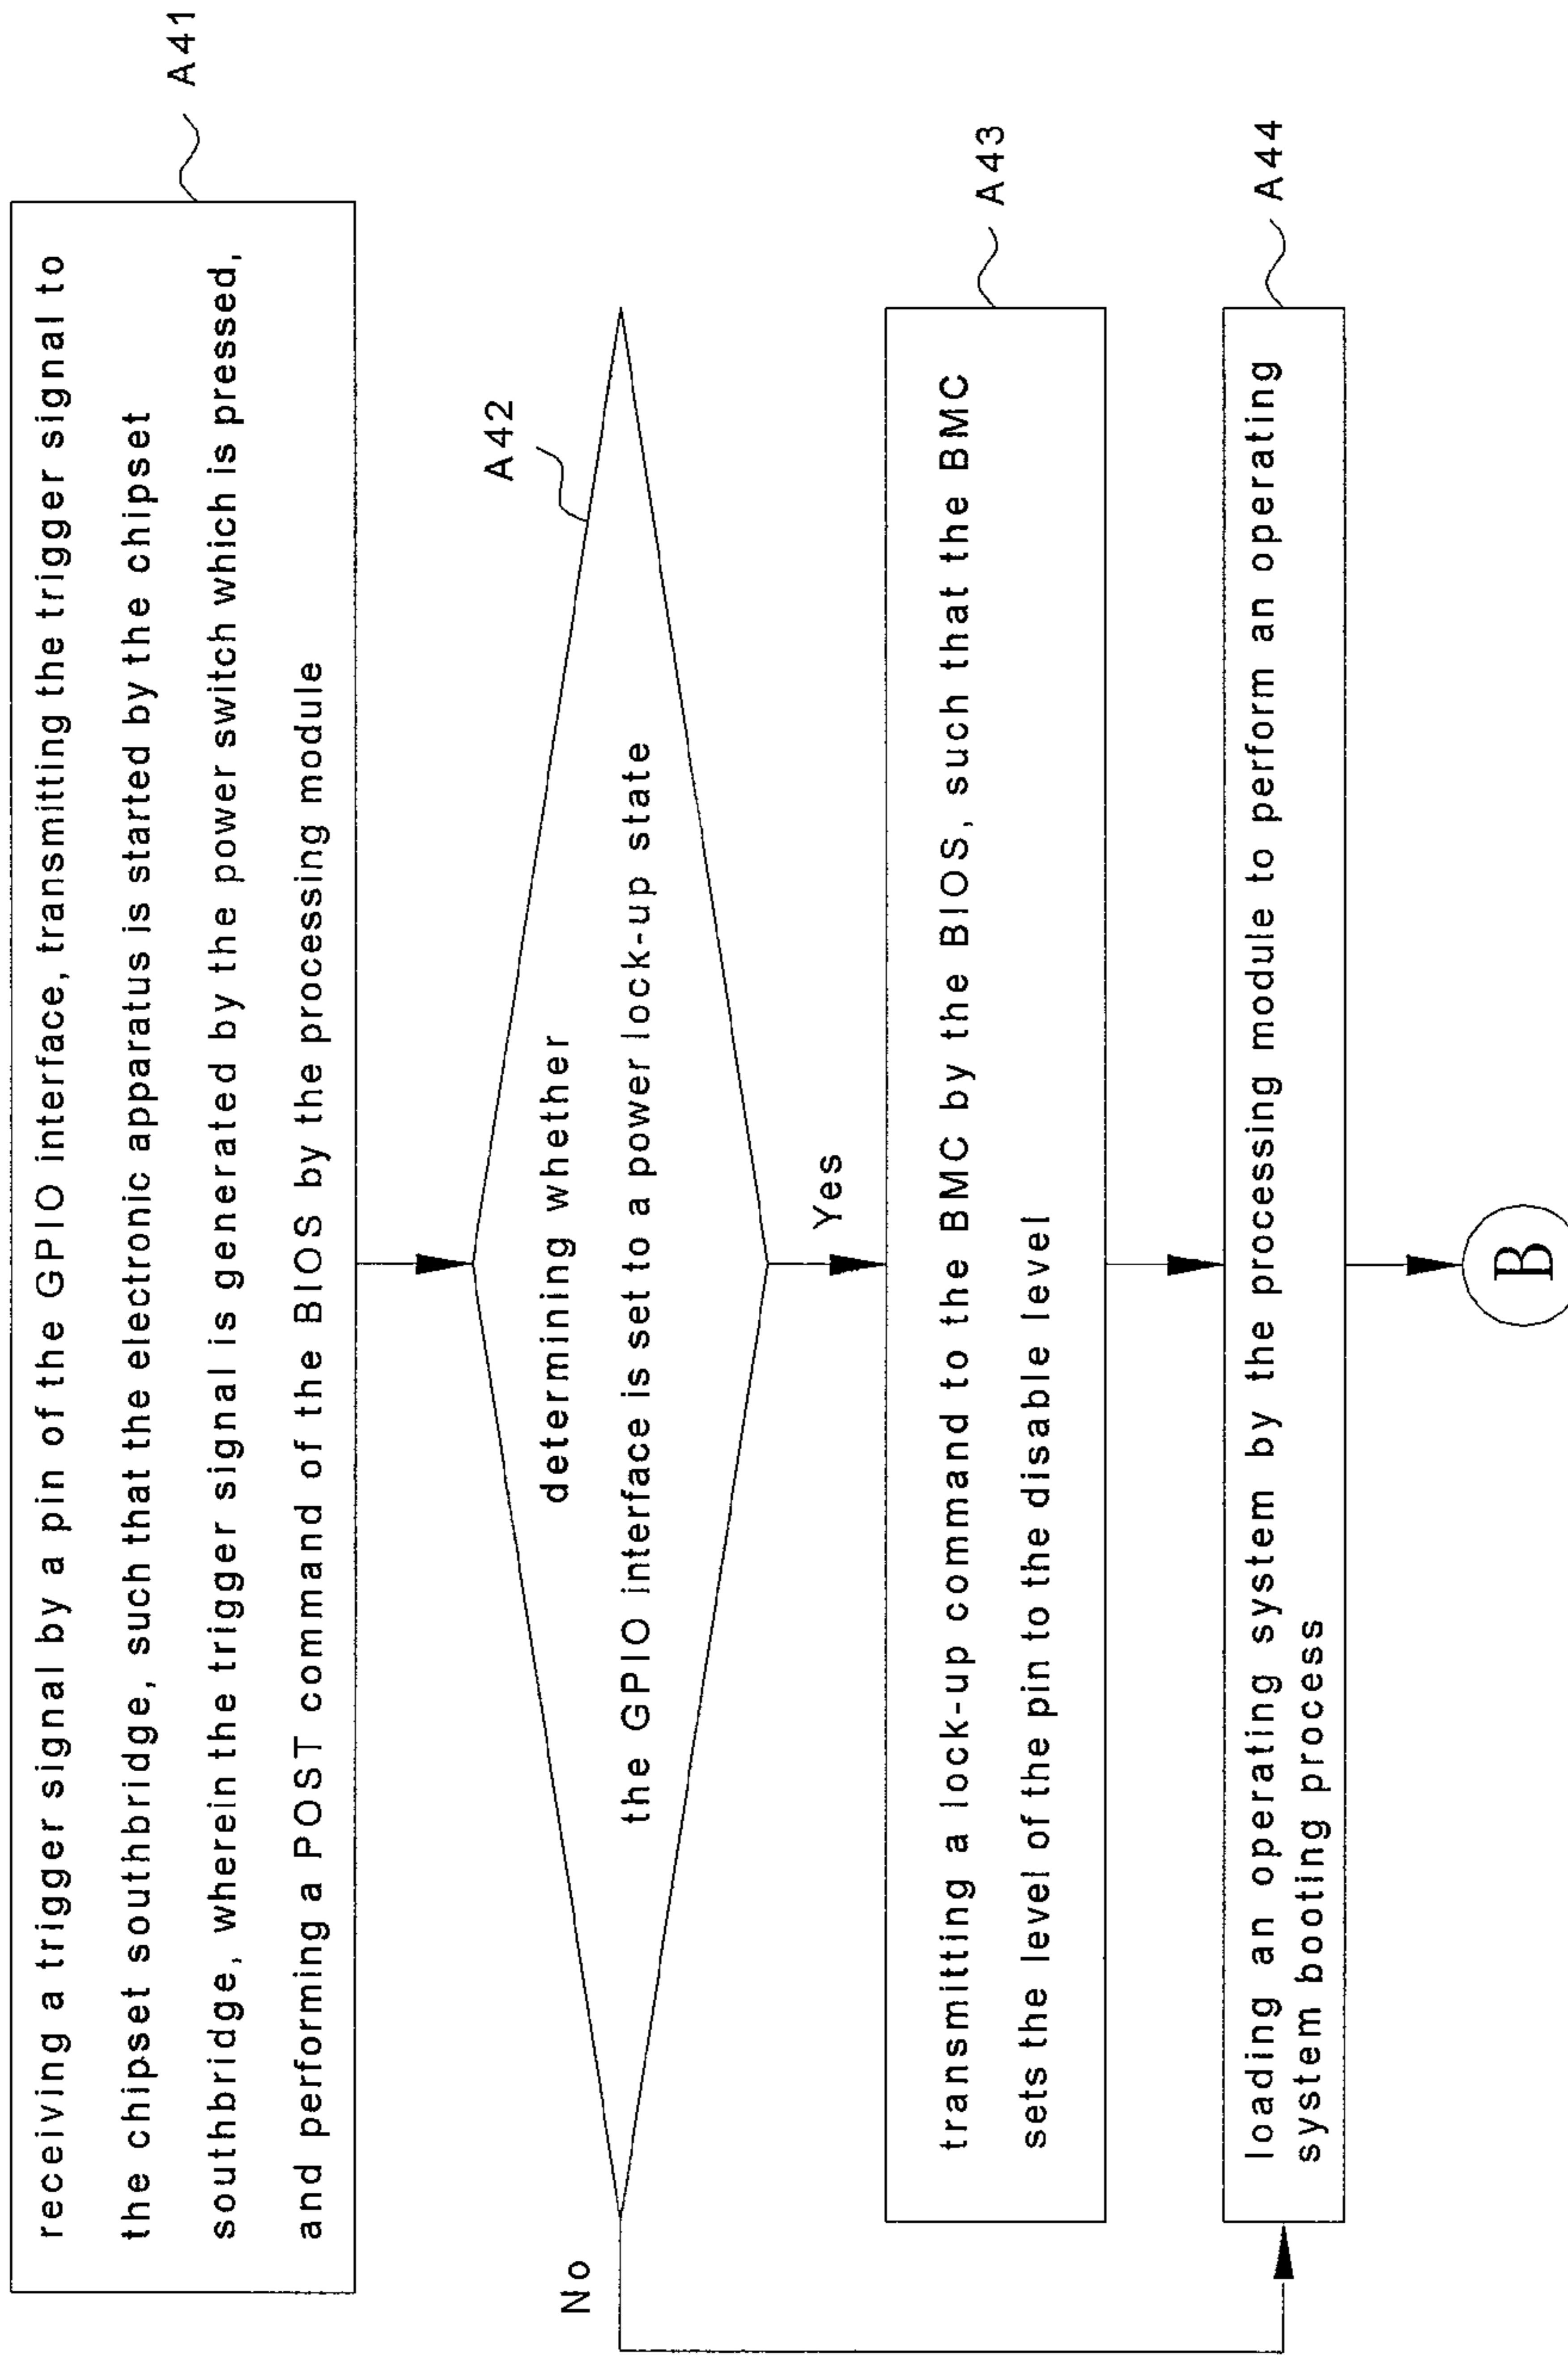 receiving a trigger signal by a pin of the GPIO interface, transmitting the trigger signal to
the chipset southbridge, such that the electronic apparatus is started by the chipset
southbridge, wherein the trigger signal is generated by the power switch which is pressed,
and performing a POST command of the BIOS by the processing module
A41
A42
determining whether
the GPIO interface is set to a power lock-up state
No
Yes
transmitting a lock-up command to the BMC by the BIOS, such that the BMC
sets the level of the pin to the disable level
A43
loading an operating system by the processing module to perform an operating
system booting process
A44
B